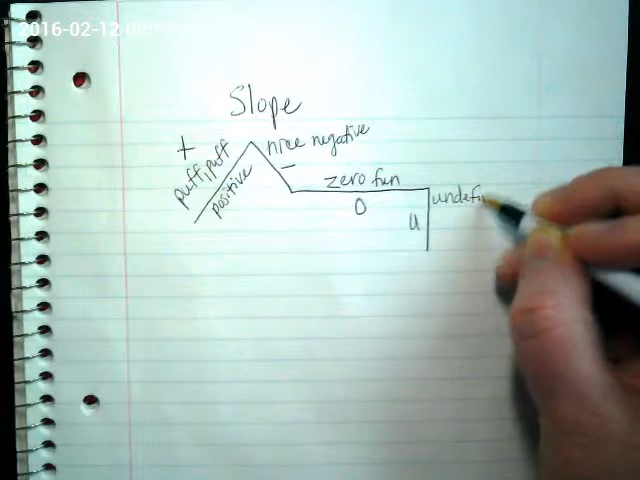 2016-02-12
Slope
+
puff, puff
positive
nice negative
−
zero fun
0
u
undefi